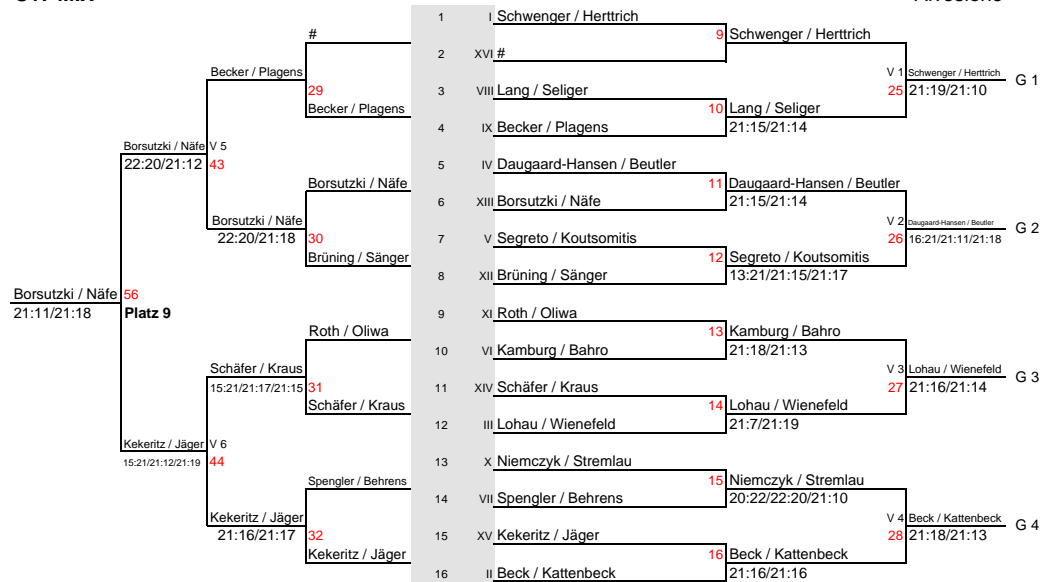 #
Becker / Plagens
29
Becker / Plagens
Borsutzki / Näfe V 5
22:20/21:12 43
Borsutzki / Näfe
Borsutzki / Näfe
22:20/21:18 30
Brüning / Sänger
Borsutzki / Näfe 56
21:11/21:18 Platz 9
Roth / Oliwa
Schäfer / Kraus
15:21/21:17/21:15 31
Schäfer / Kraus
Kekeritz / Jäger V 6
15:21/21:12/21:19 44
Spengler / Behrens
Kekeritz / Jäger
21:16/21:17 32
Kekeritz / Jäger
1 I Schwenger / Herttrich
2 XVI #
3 VIII Lang / Seliger
4 IX Becker / Plagens
5 IV Daugaard-Hansen / Beutler
6 XIII Borsutzki / Näfe
7 V Segreto / Koutsomitis
8 XII Brüning / Sänger
9 XI Roth / Oliwa
10 VI Kamburg / Bahro
11 XIV Schäfer / Kraus
12 III Lohau / Wienefeld
13 X Niemczyk / Stremlau
14 VII Spengler / Behrens
15 XV Kekeritz / Jäger
16 II Beck / Kattenbeck
9 Schwenger / Herttrich
10 Lang / Seliger
21:15/21:14
11 Daugaard-Hansen / Beutler
21:15/21:14
12 Segreto / Koutsomitis
13:21/21:15/21:17
13 Kamburg / Bahro
21:18/21:13
14 Lohau / Wienefeld
21:7/21:19
15 Niemczyk / Stremlau
20:22/22:20/21:10
16 Beck / Kattenbeck
21:16/21:16
V 1 Schwenger / Herttrich G 1
25 21:19/21:10
V 2 Daugaard-Hansen / Beutler G 2
26 16:21/21:11/21:18
V 3 Lohau / Wienefeld G 3
27 21:16/21:14
V 4 Beck / Kattenbeck G 4
28 21:18/21:13